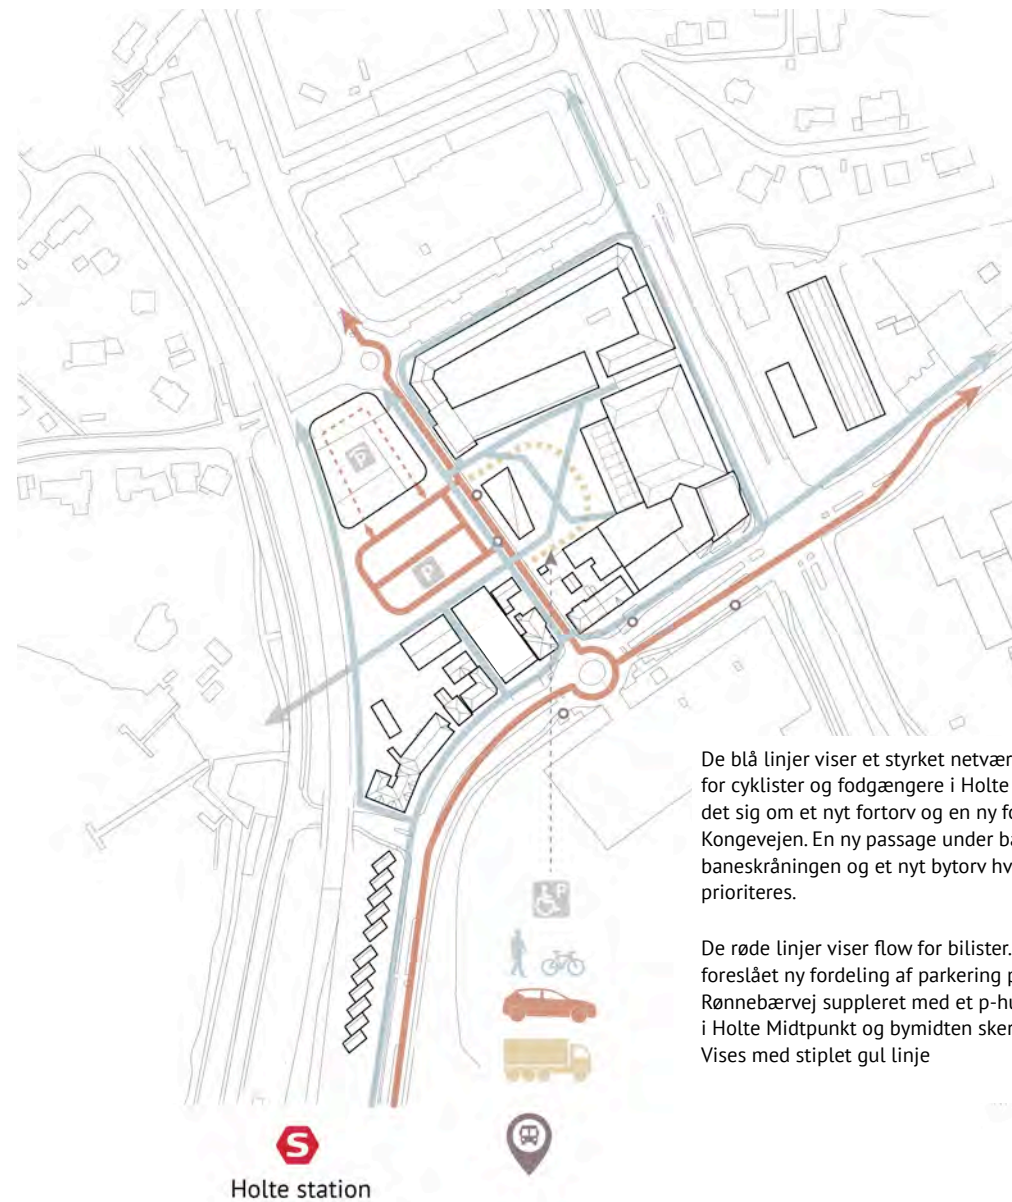 P
P
De blå linjer viser et styrket netvær
for cyklister og fodgængere i Holte
det sig om et nyt fortorv og en ny fo
Kongevejen. En ny passage under ba
baneskråningen og et nyt bytorv hv
prioriteres.
De røde linjer viser flow for bilister.
foreslået ny fordeling af parkering p
Rønnebærvej suppleret med et p-hu
i Holte Midtpunkt og bymidten sker
Vises med stiplet gul linje
P
S
Holte station